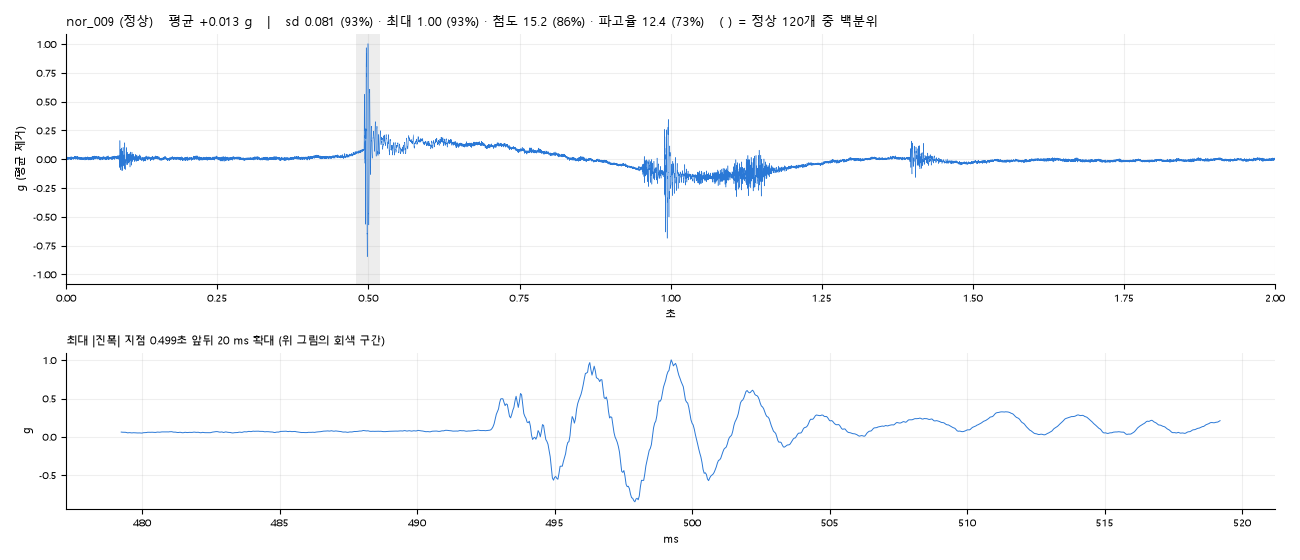 nor_009 (정상)    평균 +0.013 g    |    sd 0.081 (93%) · 최대 1.00 (93%) · 첨도 15.2 (86%) · 파고율 12.4 (73%)    ( ) = 정상 120개 중 백분위
g (평균 제거)
1.00
0.75
0.50
0.25
0.00
-0.25
-0.50
-0.75
-1.00
0.00 0.25 0.50 0.75 1.00 1.25 1.50 1.75 2.00
초
최대 |진폭| 지점 0.499초 앞뒤 20 ms 확대 (위 그림의 회색 구간)
g
1.0
0.5
0.0
-0.5
480 485 490 495 500 505 510 515 520
ms